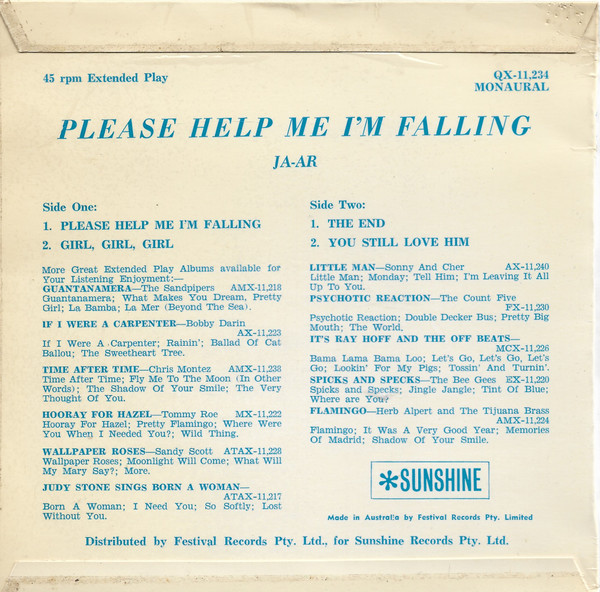 45 rpm Extended Play
QX-11,234
MONAURAL
PLEASE HELP ME I'M FALLING
JA-AR
Side One:
1. PLEASE HELP ME I'M FALLING
2. GIRL, GIRL, GIRL
More Great Extended Play Albums available for
Your Listening Enjoyment:—
GUANTANAMERA—The Sandpipers AMX-11,218
Guantanamera; What Makes You Dream, Pretty
Girl; La Bamba; La Mer (Beyond The Sea).
IF I WERE A CARPENTER—Bobby Darin
AX-11,223
If I Were A Carpenter; Rainin'; Ballad Of Cat
Ballou; The Sweetheart Tree.
TIME AFTER TIME—Chris Montez AMX-11,238
Time After Time; Fly Me To The Moon (In Other
Words); The Shadow Of Your Smile; The Very
Thought Of You.
HOORAY FOR HAZEL—Tommy Roe MX-11,222
Hooray For Hazel; Pretty Flamingo; Where Were
You When I Needed You?; Wild Thing.
WALLPAPER ROSES—Sandy Scott ATAX-11,228
Wallpaper Roses; Moonlight Will Come; What Will
My Mary Say?; More.
JUDY STONE SINGS BORN A WOMAN—
ATAX-11,217
Born A Woman; I Need You; So Softly; Lost
Without You.
Side Two:
1. THE END
2. YOU STILL LOVE HIM
LITTLE MAN—Sonny And Cher AX-11,240
Little Man; Monday; Tell Him; I'm Leaving It All
Up To You.
PSYCHOTIC REACTION—The Count Five
FX-11,230
Psychotic Reaction; Double Decker Bus; Pretty Big
Mouth; The World.
IT'S RAY HOFF AND THE OFF BEATS—
MCX-11,226
Bama Lama Bama Loo; Let's Go, Let's Go, Let's
Go; Lookin' For My Pigs; Tossin' And Turnin'.
SPICKS AND SPECKS—The Bee Gees EX-11,220
Spicks and Specks; Jingle Jangle; Tint Of Blue;
Where are You?
FLAMINGO—Herb Alpert and The Tijuana Brass
AMX-11,224
Flamingo; It Was A Very Good Year; Memories
Of Madrid; Shadow Of Your Smile.
*SUNSHINE
Made in Australia by Festival Records Pty. Limited
Distributed by Festival Records Pty. Ltd., for Sunshine Records Pty. Ltd.